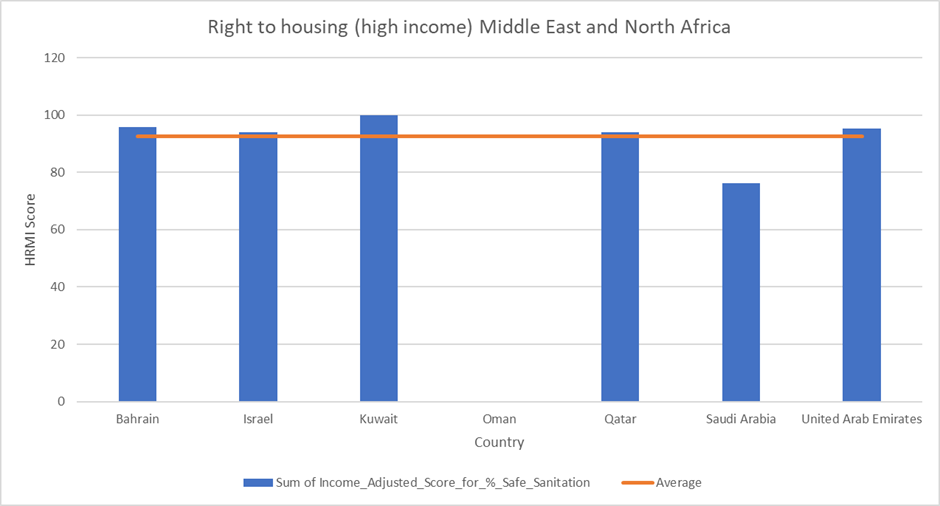 Right to housing (high income) Middle East and North Africa
120
100
80
60
40
20
0
HRMI Score
Bahrain Israel Kuwait Oman Qatar Saudi Arabia United Arab Emirates
Country
Sum of Income_Adjusted_Score_for_%_Safe_Sanitation Average